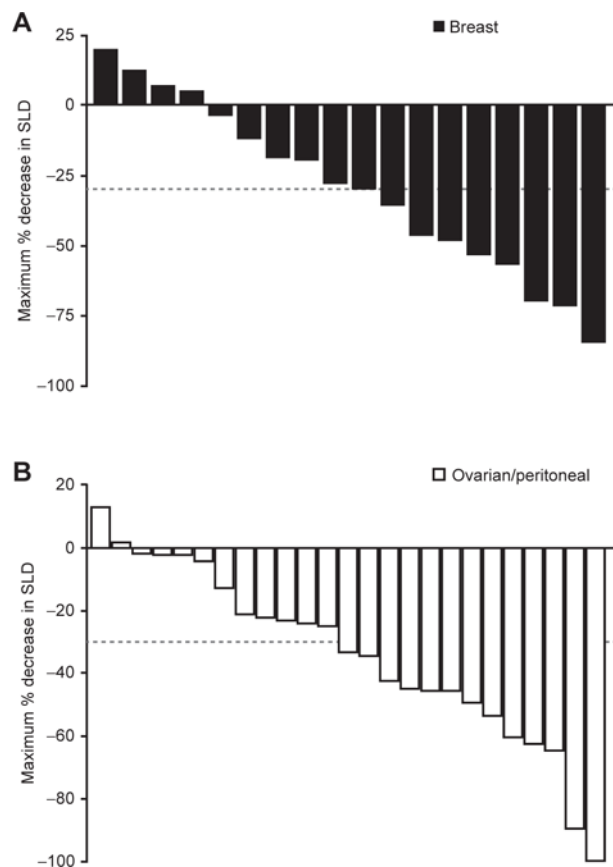 A
Breast
Maximum % decrease in SLD
25
0
−25
−50
−75
−100
B
Ovarian/peritoneal
Maximum % decrease in SLD
20
0
−20
−40
−60
−80
−100